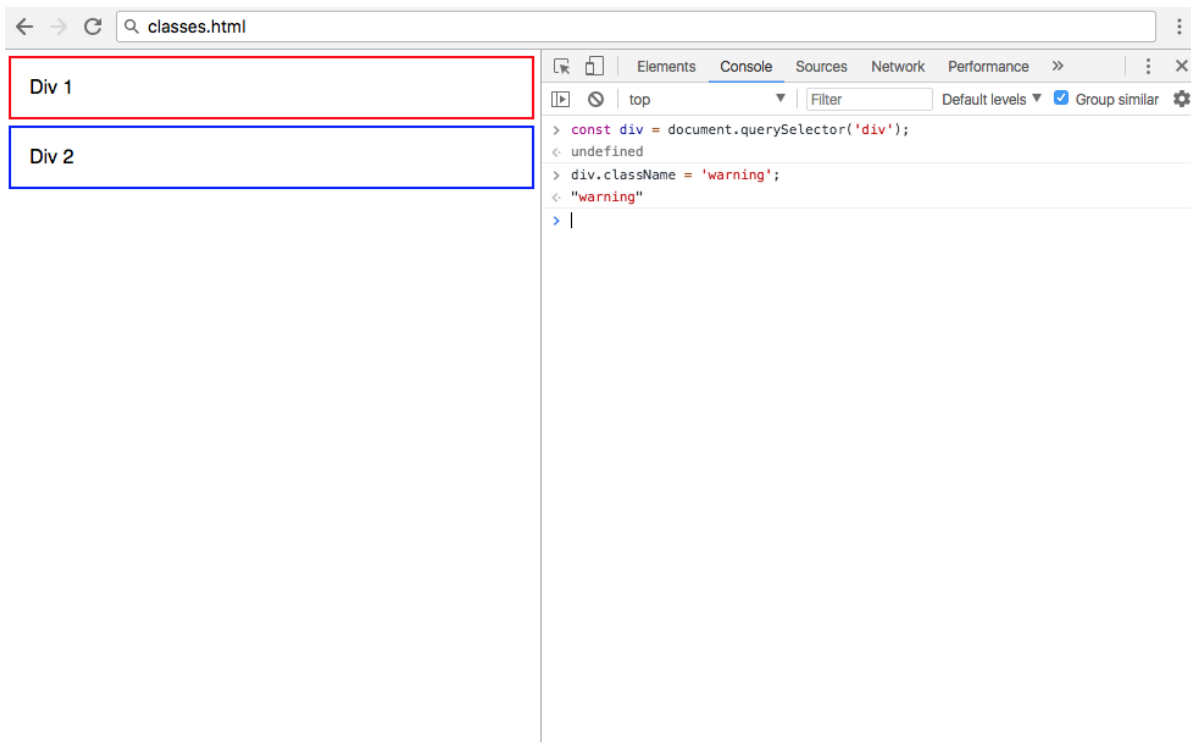 classes.html
Div 1
Div 2
Elements Console Sources Network Performance »
top Filter Default levels Group similar
> const div = document.querySelector('div');
undefined
> div.className = 'warning';
"warning"
>